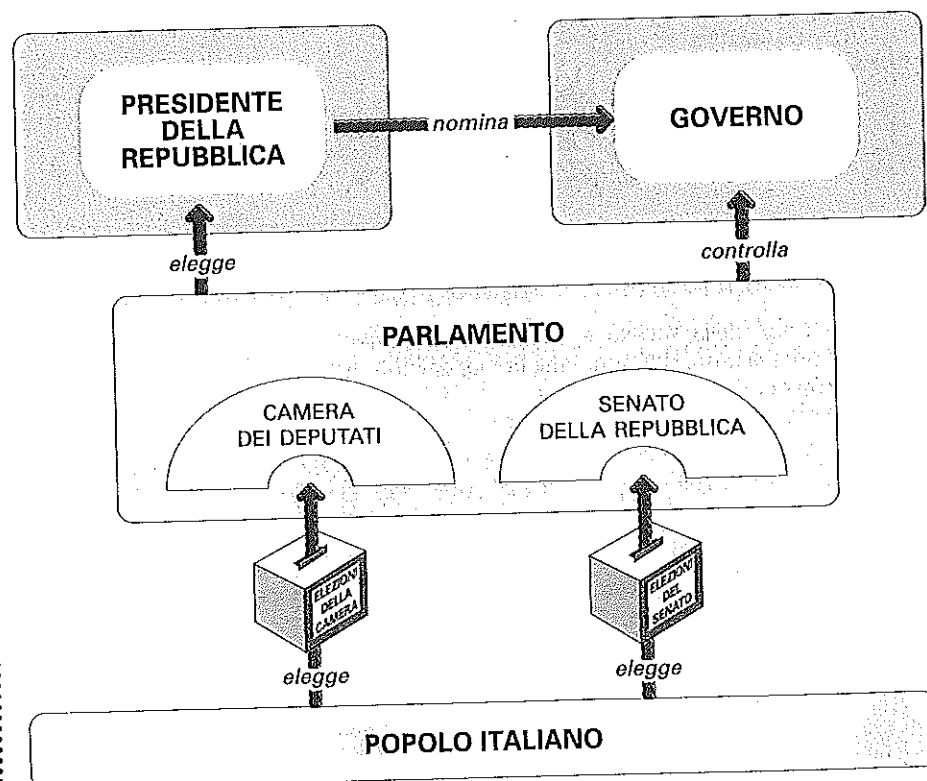 PRESIDENTE
DELLA
REPUBBLICA
nomina
GOVERNO
elegge
controlla
PARLAMENTO
CAMERA
DEI DEPUTATI
SENATO
DELLA REPUBBLICA
ELEZIONI
DELLA
CAMERA
ELEZIONI
DEL
SENATO
elegge
elegge
POPOLO ITALIANO